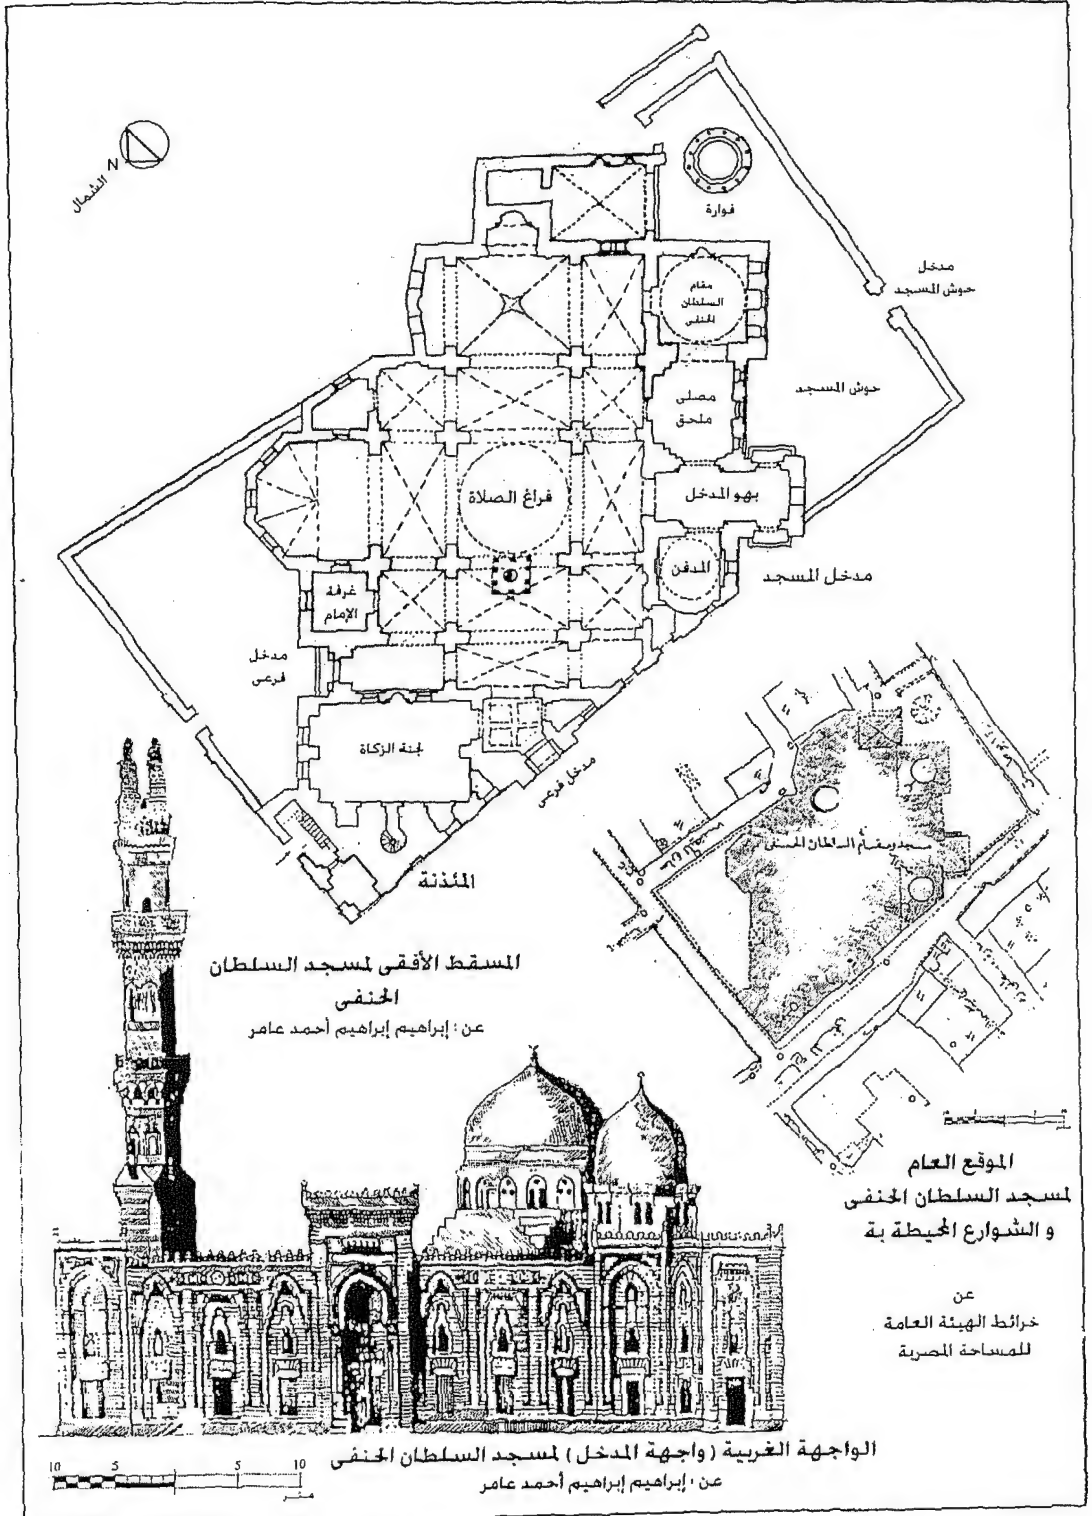 N
الشمال
فوارة
مدخل
حوش المسجد
مقام
السلطان
الحنفى
مصلى
ملحق
حوش المسجد
فراغ الصلاة
بهو المدخل
المدفن
مدخل المسجد
غرفة
الإمام
مدخل
فرعى
لجنة الزكاة
مدخل فرعى
المئذنة
مسجد ومقام السلطان الحنفى
المسقط الأفقى لمسجد السلطان
الحنفى
عن : إبراهيم إبراهيم أحمد عامر
الموقع العام
لمسجد السلطان الحنفى
و الشوارع المحيطة بة
عن
خرائط الهيئة العامة
للمساحة المصرية
الواجهة الغربية (واجهة المدخل) لمسجد السلطان الحنفى
عن : إبراهيم إبراهيم أحمد عامر
10 5 5 10
متر